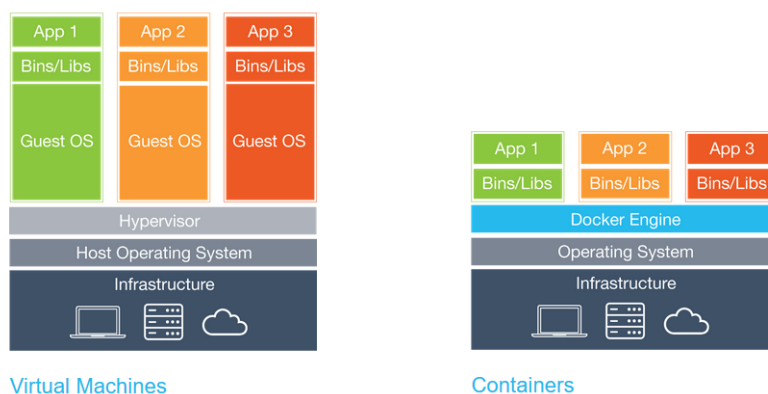 App 1 App 2 App 3
Bins/Libs Bins/Libs Bins/Libs
Guest OS Guest OS Guest OS
Hypervisor
Host Operating System
Infrastructure
Virtual Machines
App 1 App 2 App 3
Bins/Libs Bins/Libs Bins/Libs
Docker Engine
Operating System
Infrastructure
Containers